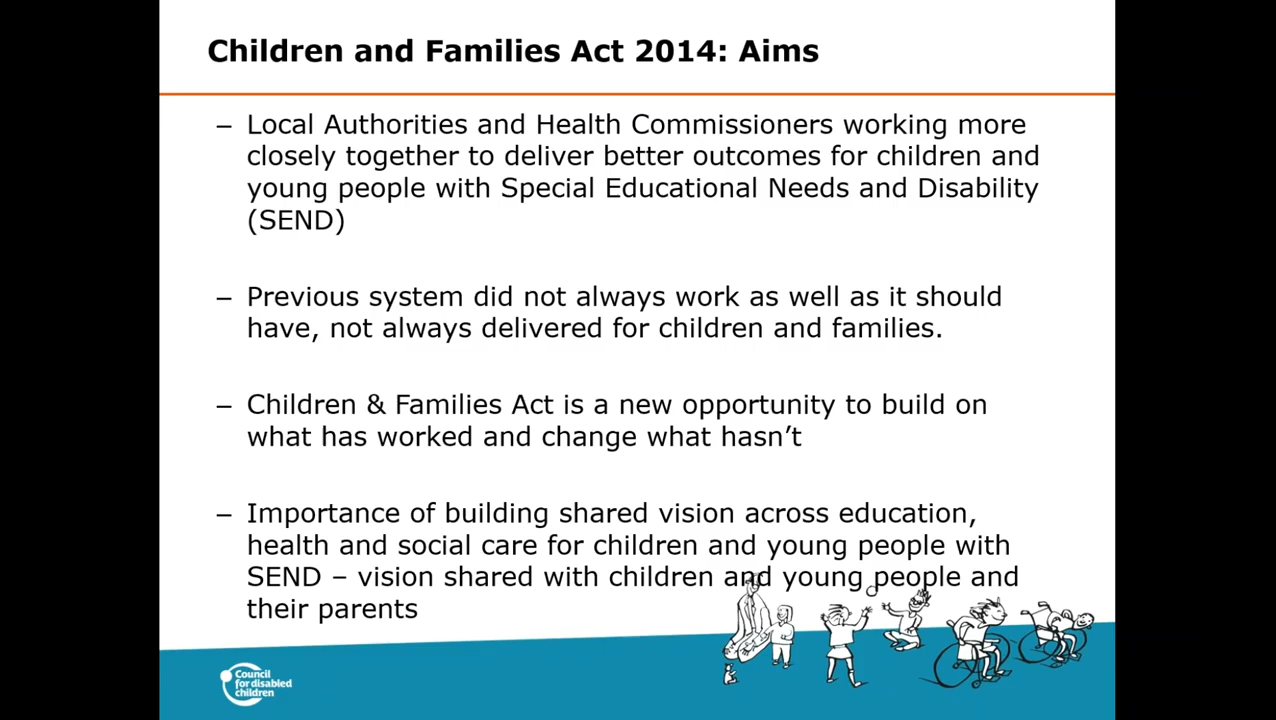 Children and Families Act 2014: Aims
– Local Authorities and Health Commissioners working more
closely together to deliver better outcomes for children and
young people with Special Educational Needs and Disability
(SEND)
– Previous system did not always work as well as it should
have, not always delivered for children and families.
– Children & Families Act is a new opportunity to build on
what has worked and change what hasn’t
– Importance of building shared vision across education,
health and social care for children and young people with
SEND – vision shared with children and young people and
their parents
Council
for disabled
children